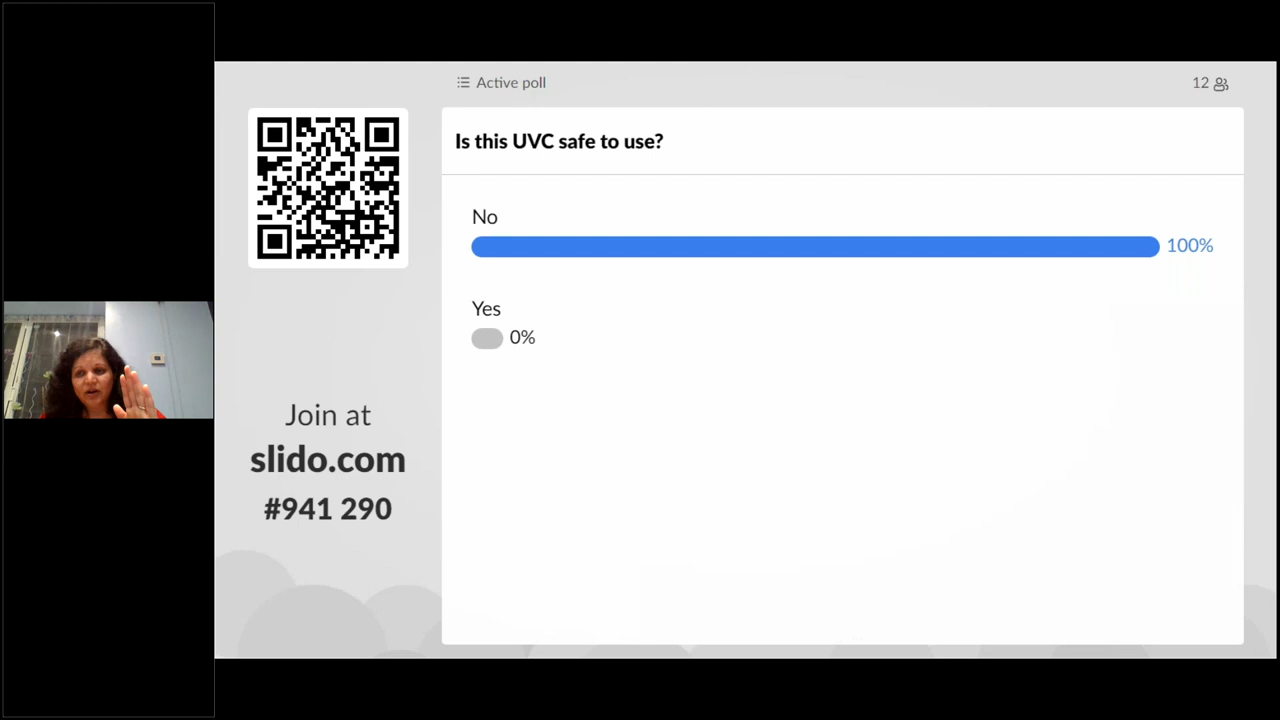 Active poll
12
Is this UVC safe to use?
No
100%
Yes
0%
Join at
slido.com
#941 290